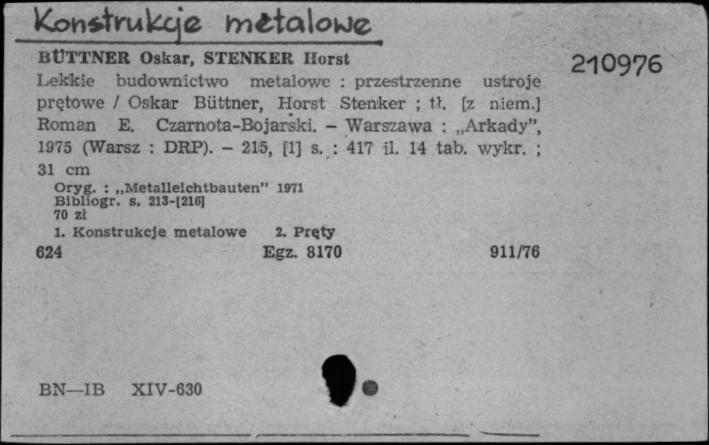 Konstrukcje metalowe
BÜTTNER Oskar, STENKER Horst
210976
Lekkie budownictwo metalowe : przestrzenne ustroje
prętowe / Oskar Büttner, Horst Stenker ; tł. [z niem.]
Roman E. Czarnota-Bojarski. — Warszawa : „Arkady”,
1975 (Warsz : DRP). — 215, [1] s. : 417 il. 14 tab. wykr. ;
31 cm
Oryg. : „Metalleichtbauten” 1971
Bibliogr. s. 213-[216]
70 zł
1. Konstrukcje metalowe 2. Pręty
624 Egz. 8170 911/76
BN—IB XIV-630